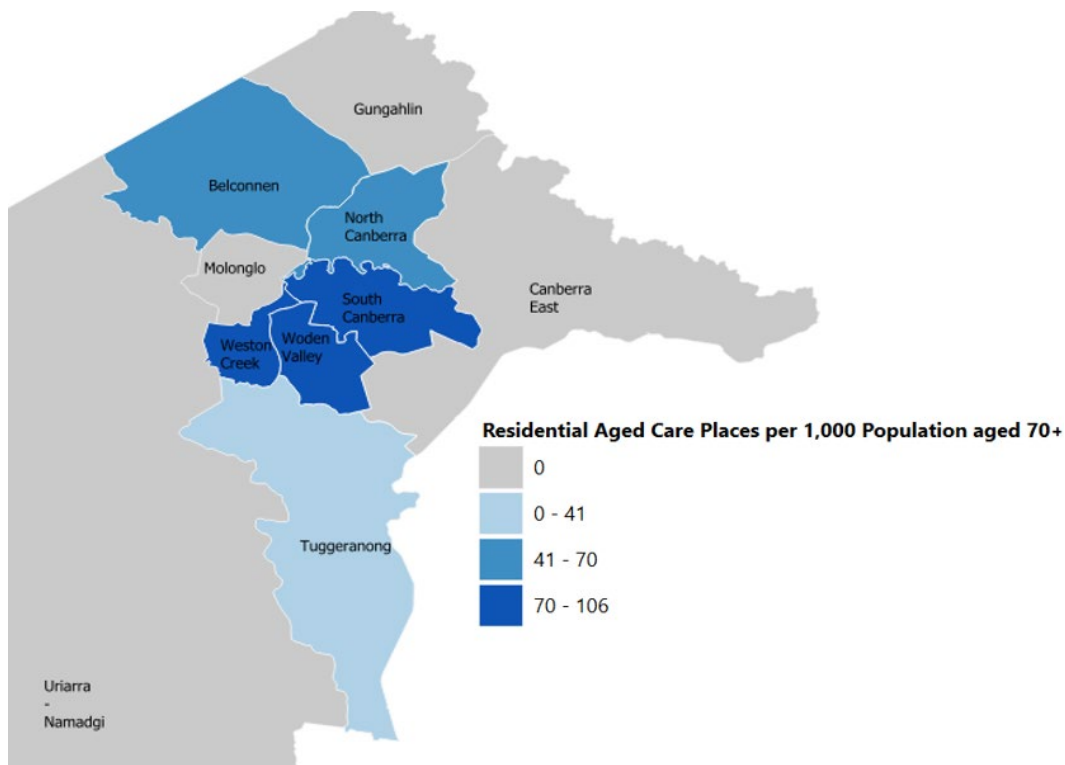 Gungahlin
Belconnen
North
Canberra
Molonglo
Canberra
East
South
Canberra
Weston
Creek
Woden
Valley
Residential Aged Care Places per 1,000 Population aged 70+
0
0 - 41
41 - 70
70 - 106
Tuggeranong
Uriarra
-
Namadgi